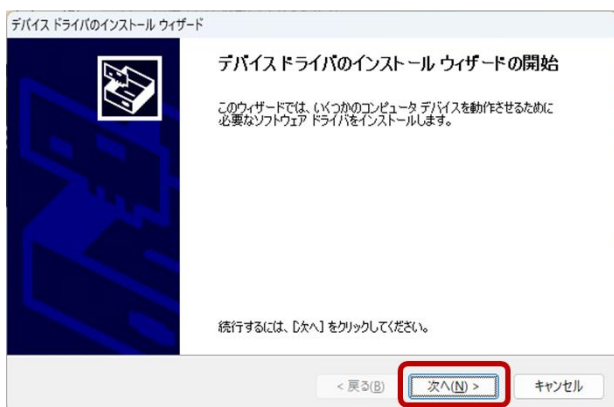 デバイス ドライバのインストール ウィザード
デバイス ドライバのインストール ウィザードの開始
このウィザードでは、いくつかのコンピュータ デバイスを動作させるために
必要なソフトウェア ドライバをインストールします。
続行するには、[次へ] をクリックしてください。
< 戻る(B)
次へ(N) >
キャンセル